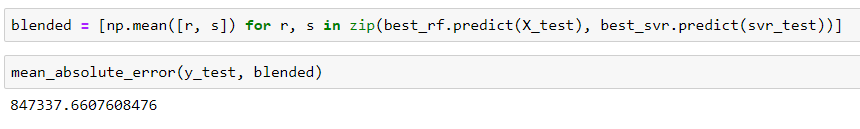 blended = [np.mean([r, s]) for r, s in zip(best_rf.predict(X_test), best_svr.predict(svr_test))]
mean_absolute_error(y_test, blended)
847337.6607608476